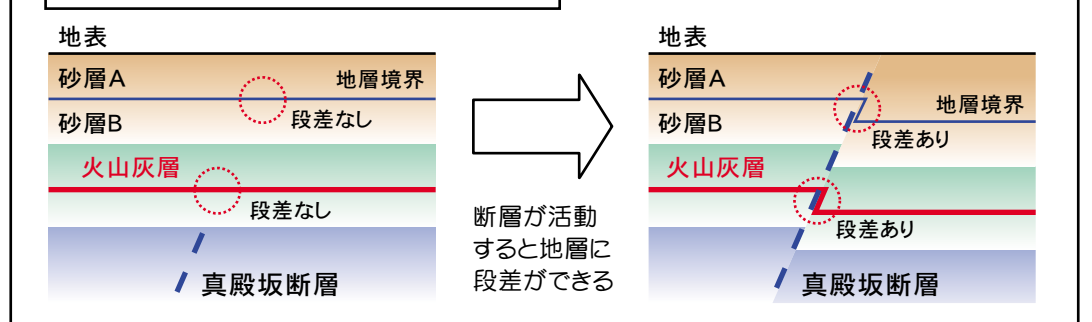 地表
砂層A
地層境界
段差なし
砂層B
火山灰層
段差なし
真殿坂断層
断層が活動
すると地層に
段差ができる
地表
砂層A
地層境界
砂層B
段差あり
火山灰層
段差あり
真殿坂断層